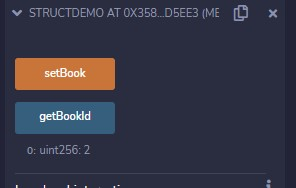 STRUCTDEMO AT 0X358...D5EE3 (ME
setBook
getBookId
0: uint256: 2